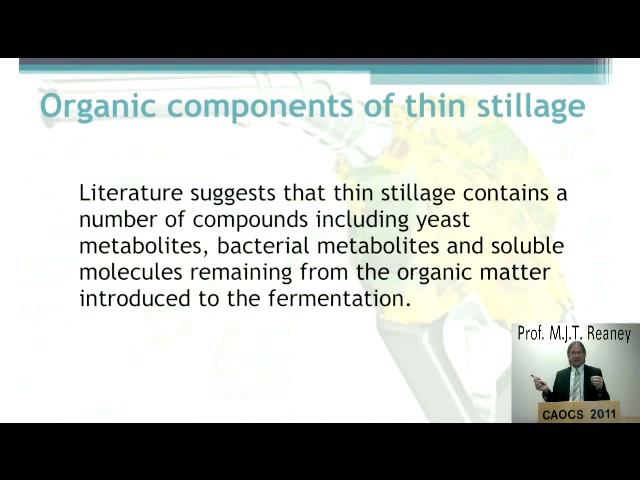 Organic components of thin stillage
Literature suggests that thin stillage contains a
number of compounds including yeast
metabolites, bacterial metabolites and soluble
molecules remaining from the organic matter
introduced to the fermentation.
Prof. M.J.T. Reaney
CAOCS 2011